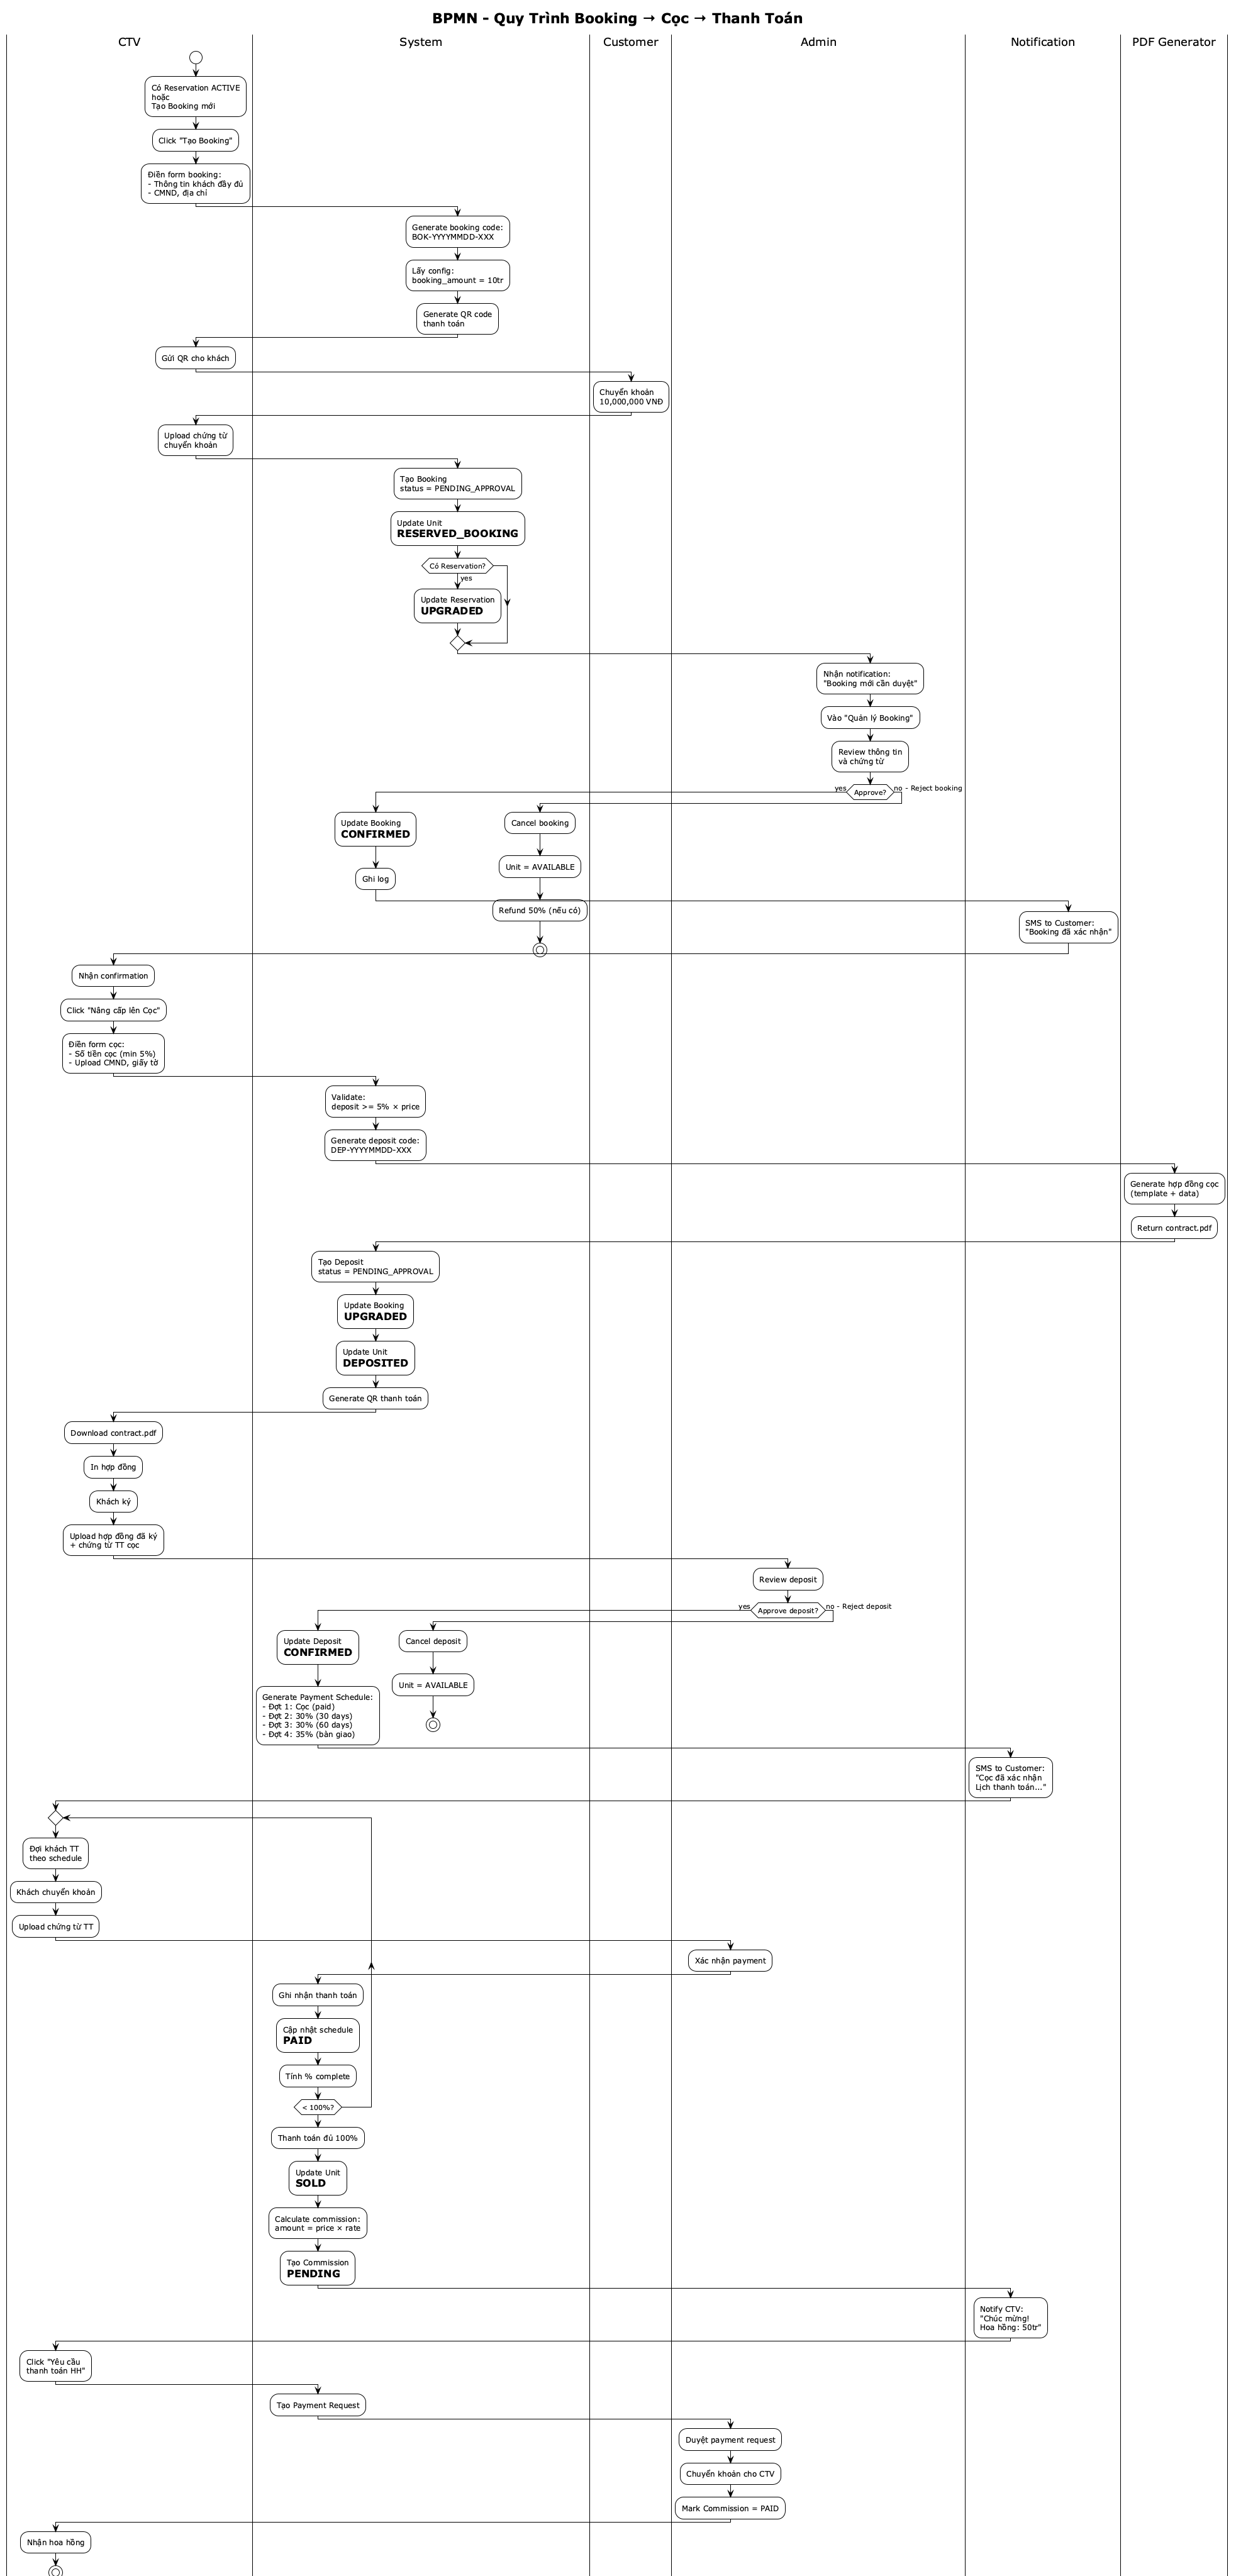 BPMN - Quy Trình Booking → Cọc → Thanh Toán
CTV
System
Customer
Admin
Notification
PDF Generator
Có Reservation ACTIVE
hoặc
Tạo Booking mới
Click "Tạo Booking"
Điền form booking:
- Thông tin khách đầy đủ
- CMND, địa chỉ
Generate booking code:
BOK-YYYYMMDD-XXX
Lấy config:
booking_amount = 10tr
Generate QR code
thanh toán
Gửi QR cho khách
Chuyển khoản
10,000,000 VNĐ
Upload chứng từ
chuyển khoản
Tạo Booking
status = PENDING_APPROVAL
Update Unit
RESERVED_BOOKING
Có Reservation?
yes
Update Reservation
UPGRADED
Nhận notification:
"Booking mới cần duyệt"
Vào "Quản lý Booking"
Review thông tin
và chứng từ
yes
Approve?
no - Reject booking
Update Booking
CONFIRMED
Cancel booking
Unit = AVAILABLE
Ghi log
Refund 50% (nếu có)
SMS to Customer:
"Booking đã xác nhận"
Nhận confirmation
Click "Nâng cấp lên Cọc"
Điền form cọc:
- Số tiền cọc (min 5%)
- Upload CMND, giấy tờ
Validate:
deposit >= 5% × price
Generate deposit code:
DEP-YYYYMMDD-XXX
Generate hợp đồng cọc
(template + data)
Return contract.pdf
Tạo Deposit
status = PENDING_APPROVAL
Update Booking
UPGRADED
Update Unit
DEPOSITED
Generate QR thanh toán
Download contract.pdf
In hợp đồng
Khách ký
Upload hợp đồng đã ký
+ chứng từ TT cọc
Review deposit
yes
Approve deposit?
no - Reject deposit
Update Deposit
CONFIRMED
Cancel deposit
Unit = AVAILABLE
Generate Payment Schedule:
- Đợt 1: Cọc (paid)
- Đợt 2: 30% (30 days)
- Đợt 3: 30% (60 days)
- Đợt 4: 35% (bàn giao)
SMS to Customer:
"Cọc đã xác nhận
Lịch thanh toán..."
Đợi khách TT
theo schedule
Khách chuyển khoản
Upload chứng từ TT
Xác nhận payment
Ghi nhận thanh toán
Cập nhật schedule
PAID
Tính % complete
< 100%?
Thanh toán đủ 100%
Update Unit
SOLD
Calculate commission:
amount = price × rate
Tạo Commission
PENDING
Notify CTV:
"Chúc mừng!
Hoa hồng: 50tr"
Click "Yêu cầu
thanh toán HH"
Tạo Payment Request
Duyệt payment request
Chuyển khoản cho CTV
Mark Commission = PAID
Nhận hoa hồng